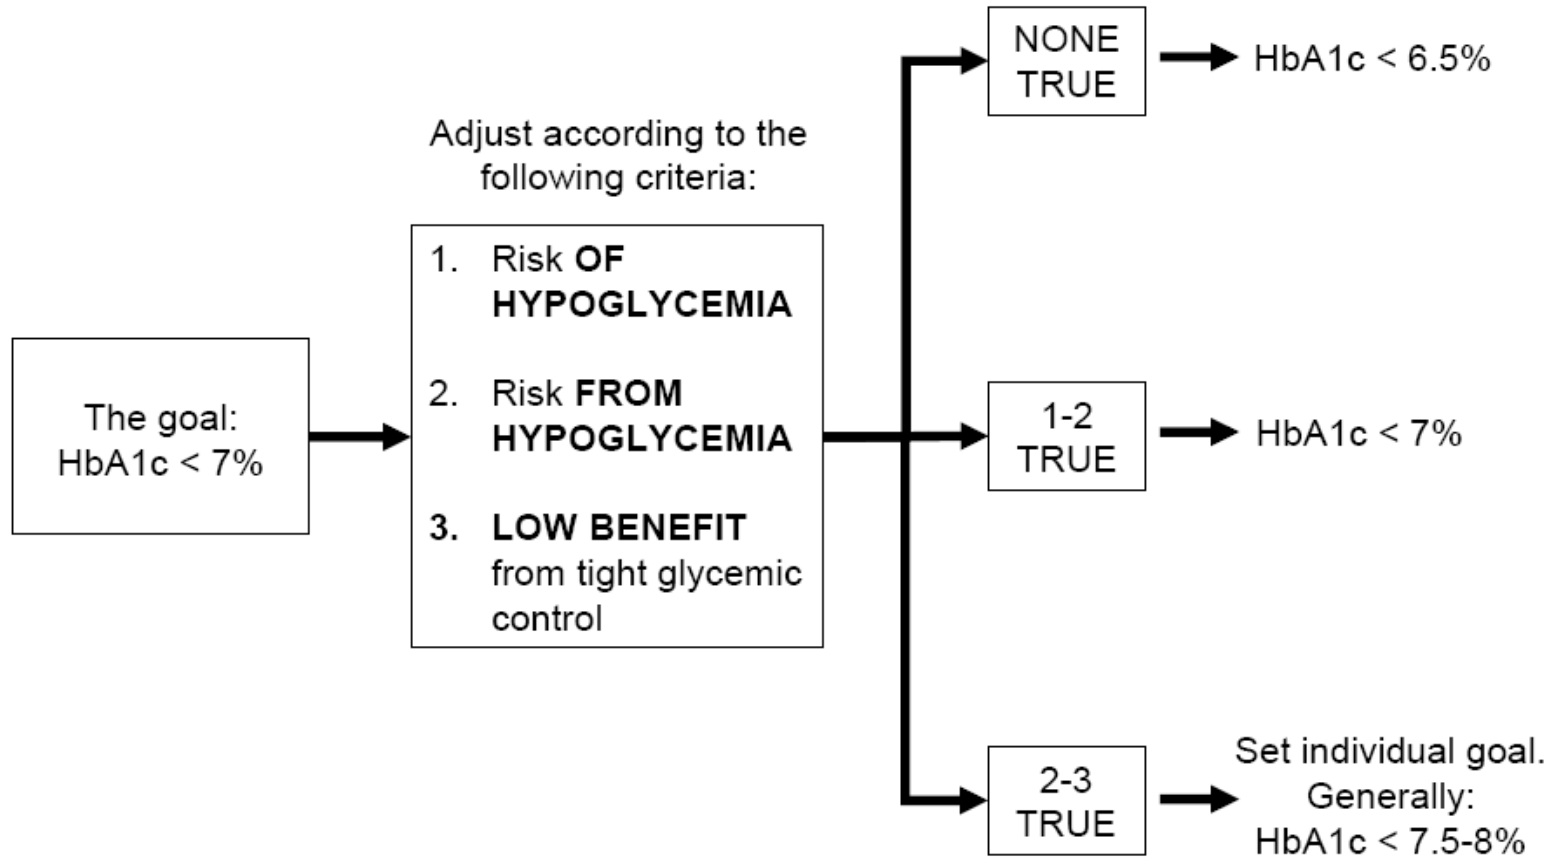 The goal:
HbA1c < 7%
Adjust according to the
following criteria:
1. Risk OF
HYPOGLYCEMIA
2. Risk FROM
HYPOGLYCEMIA
3. LOW BENEFIT
from tight glycemic
control
NONE
TRUE
HbA1c < 6.5%
1-2
TRUE
HbA1c < 7%
2-3
TRUE
Set individual goal.
Generally:
HbA1c < 7.5-8%